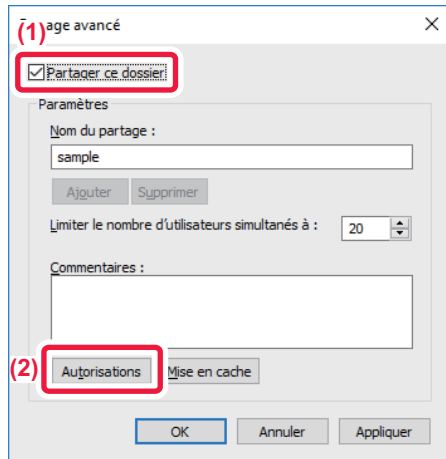 (1)
age avancé
Partager ce dossier
Paramètres
Nom du partage :
sample
Ajouter Supprimer
Limiter le nombre d'utilisateurs simultanés à : 20
Commentaires :
(2)
Autorisations Mise en cache
OK Annuler Appliquer